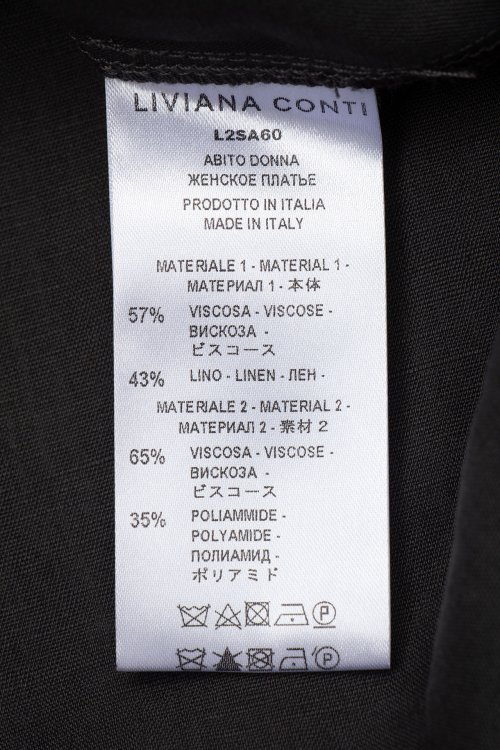 LIVIANA CONTI
L2SA60
ABITO DONNA
ЖЕНСКОЕ ПЛАТЬЕ
PRODOTTO IN ITALIA
MADE IN ITALY
MATERIALE 1 - MATERIAL 1 -
МАТЕРИАЛ 1 - 本体
57% VISCOSA - VISCOSE -
ВИСКОЗА -
ビスコース
43% LINO - LINEN - ЛЕН -
MATERIALE 2 - MATERIAL 2 -
МАТЕРИАЛ 2 - 素材 2
65% VISCOSA - VISCOSE -
ВИСКОЗА -
ビスコース
35% POLIAMMIDE -
POLYAMIDE -
ПОЛИАМИД -
ポリアミド
P
P